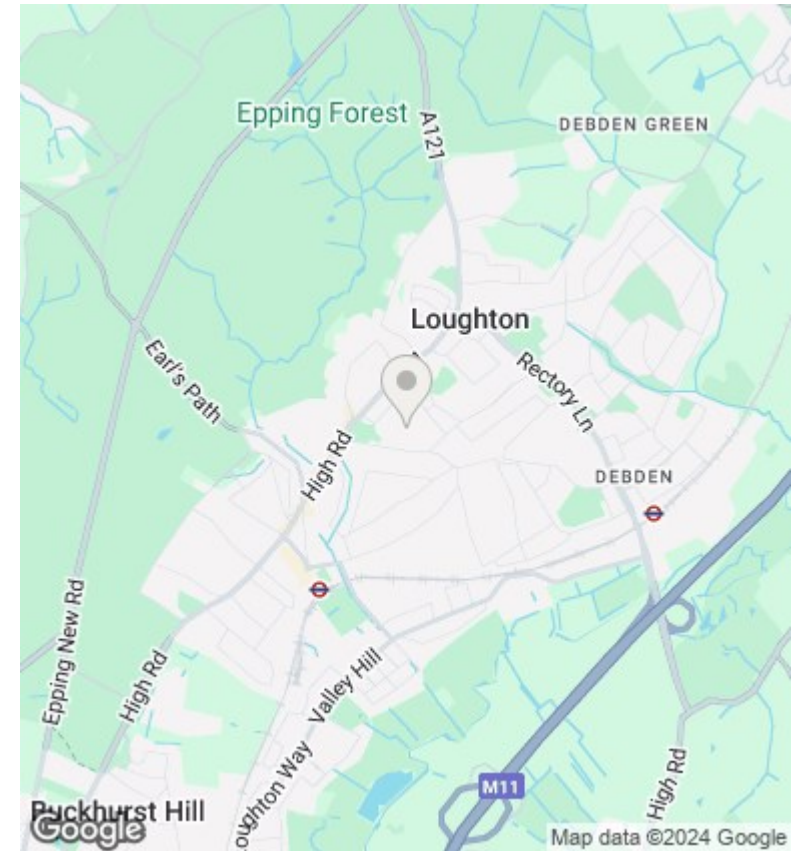 Epping Forest
A121
DEBDEN GREEN
Loughton
Earl's Path
Rectory Ln
High Rd
DEBDEN
Epping New Rd
High Rd
Valley Hill
Loughton Way
M11
High Rd
Buckhurst Hill
Google
Map data ©2024 Google